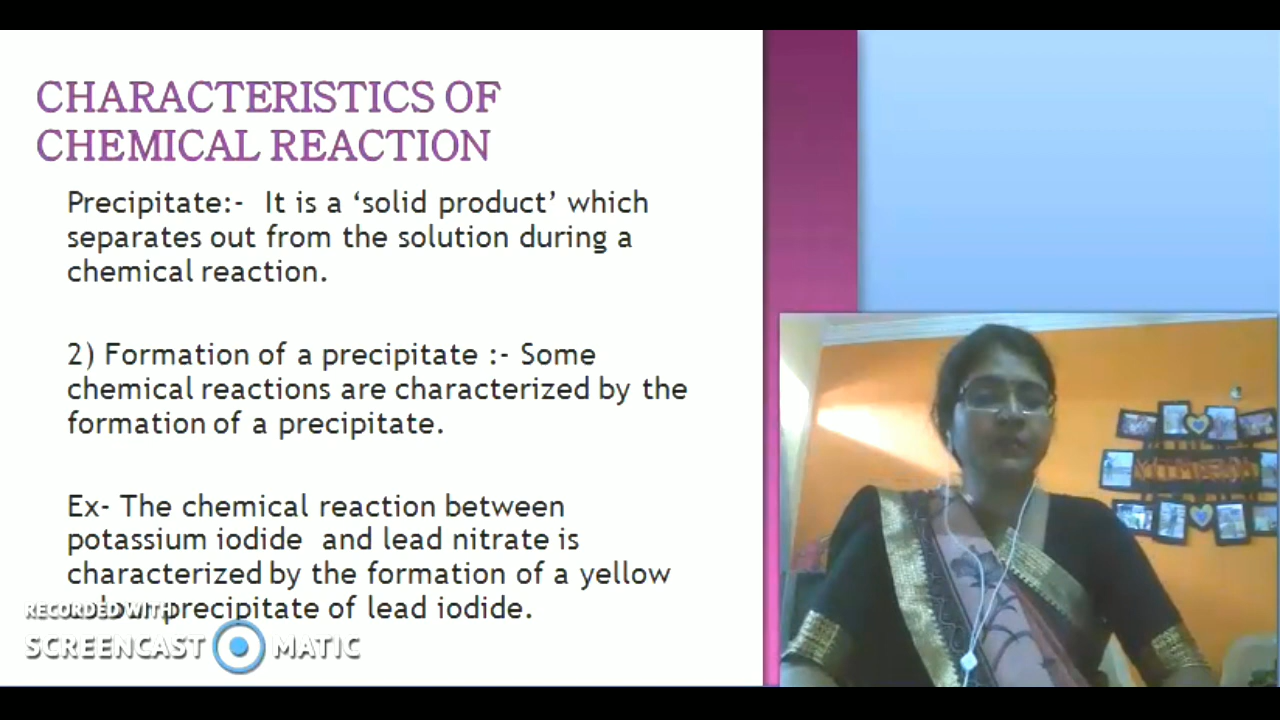 CHARACTERISTICS OF
CHEMICAL REACTION
Precipitate:- It is a ‘solid product’ which
separates out from the solution during a
chemical reaction.
2) Formation of a precipitate :- Some
chemical reactions are characterized by the
formation of a precipitate.
Ex- The chemical reaction between
potassium iodide and lead nitrate is
characterized by the formation of a yellow
precipitate of lead iodide.
RECORDED WITH
SCREENCAST MATIC